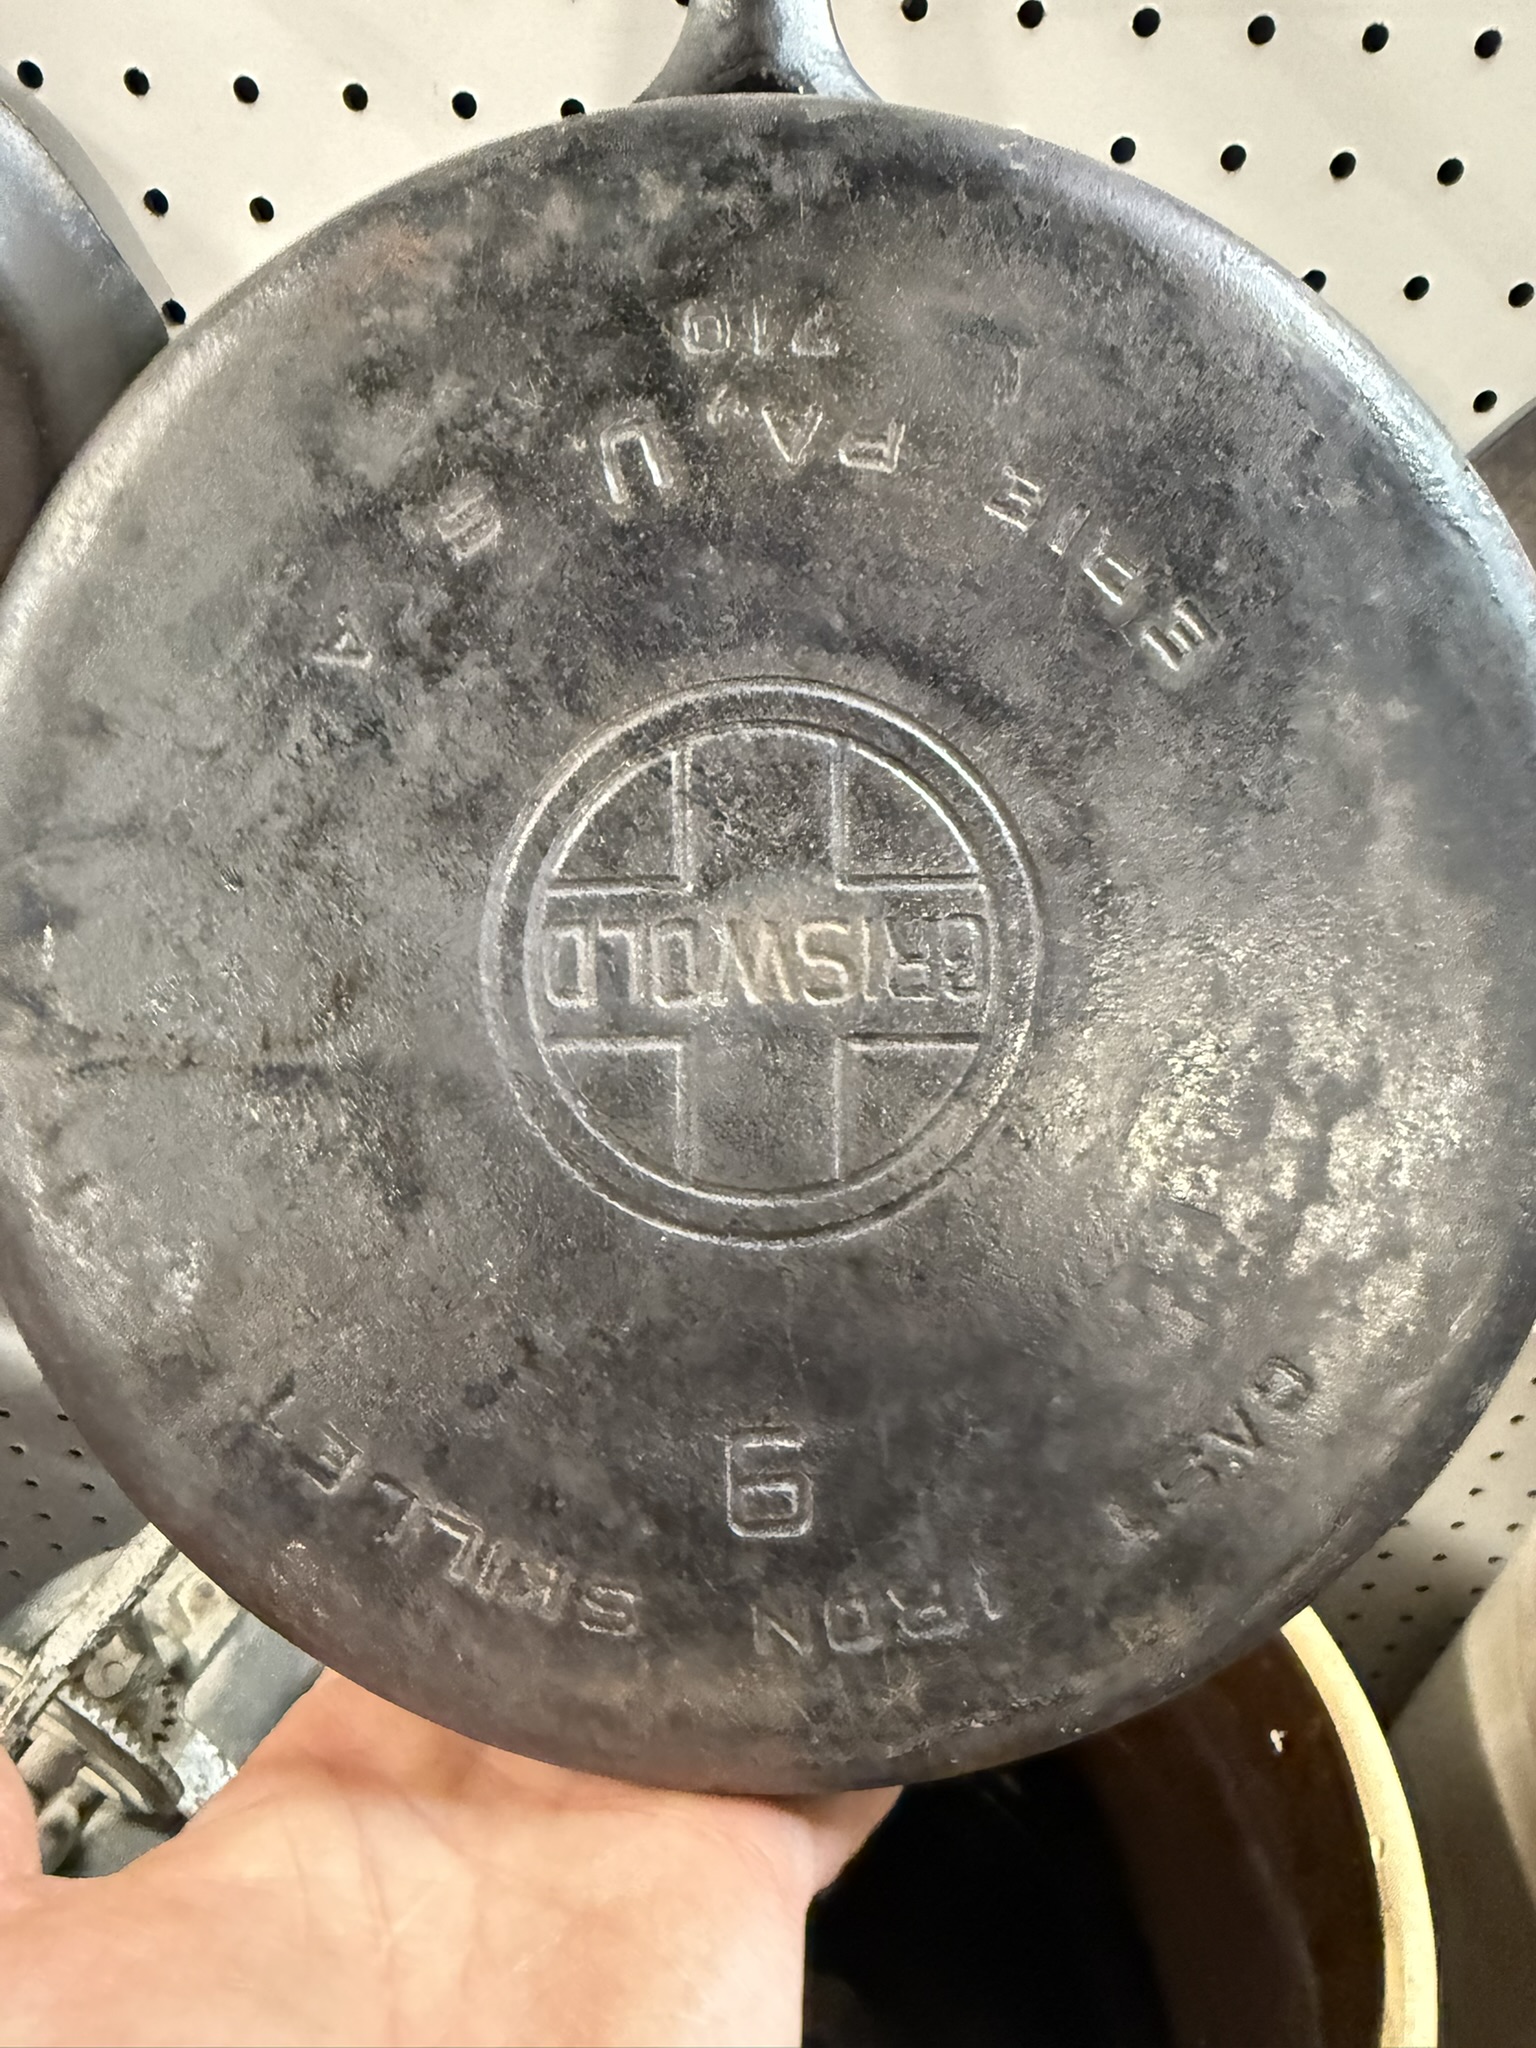 CAST IRON SKILLET
9
GRISWOLD
ERIE PA., U. S. A.
710